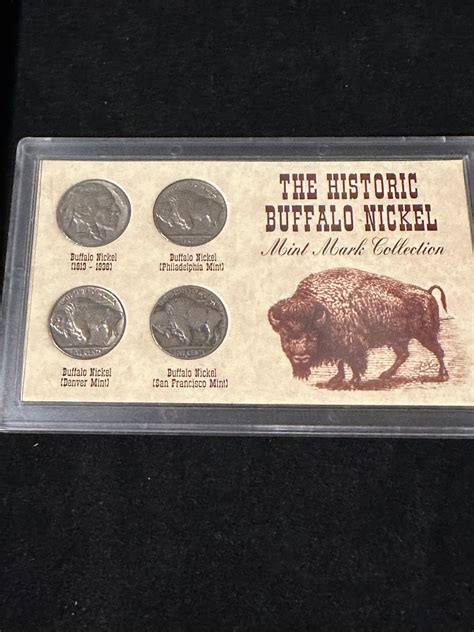 THE HISTORIC
BUFFALO NICKEL
Mint Mark Collection
Buffalo Nickel
(1913 - 1938)
Buffalo Nickel
(Philadelphia Mint)
Buffalo Nickel
(Denver Mint)
Buffalo Nickel
(San Francisco Mint)